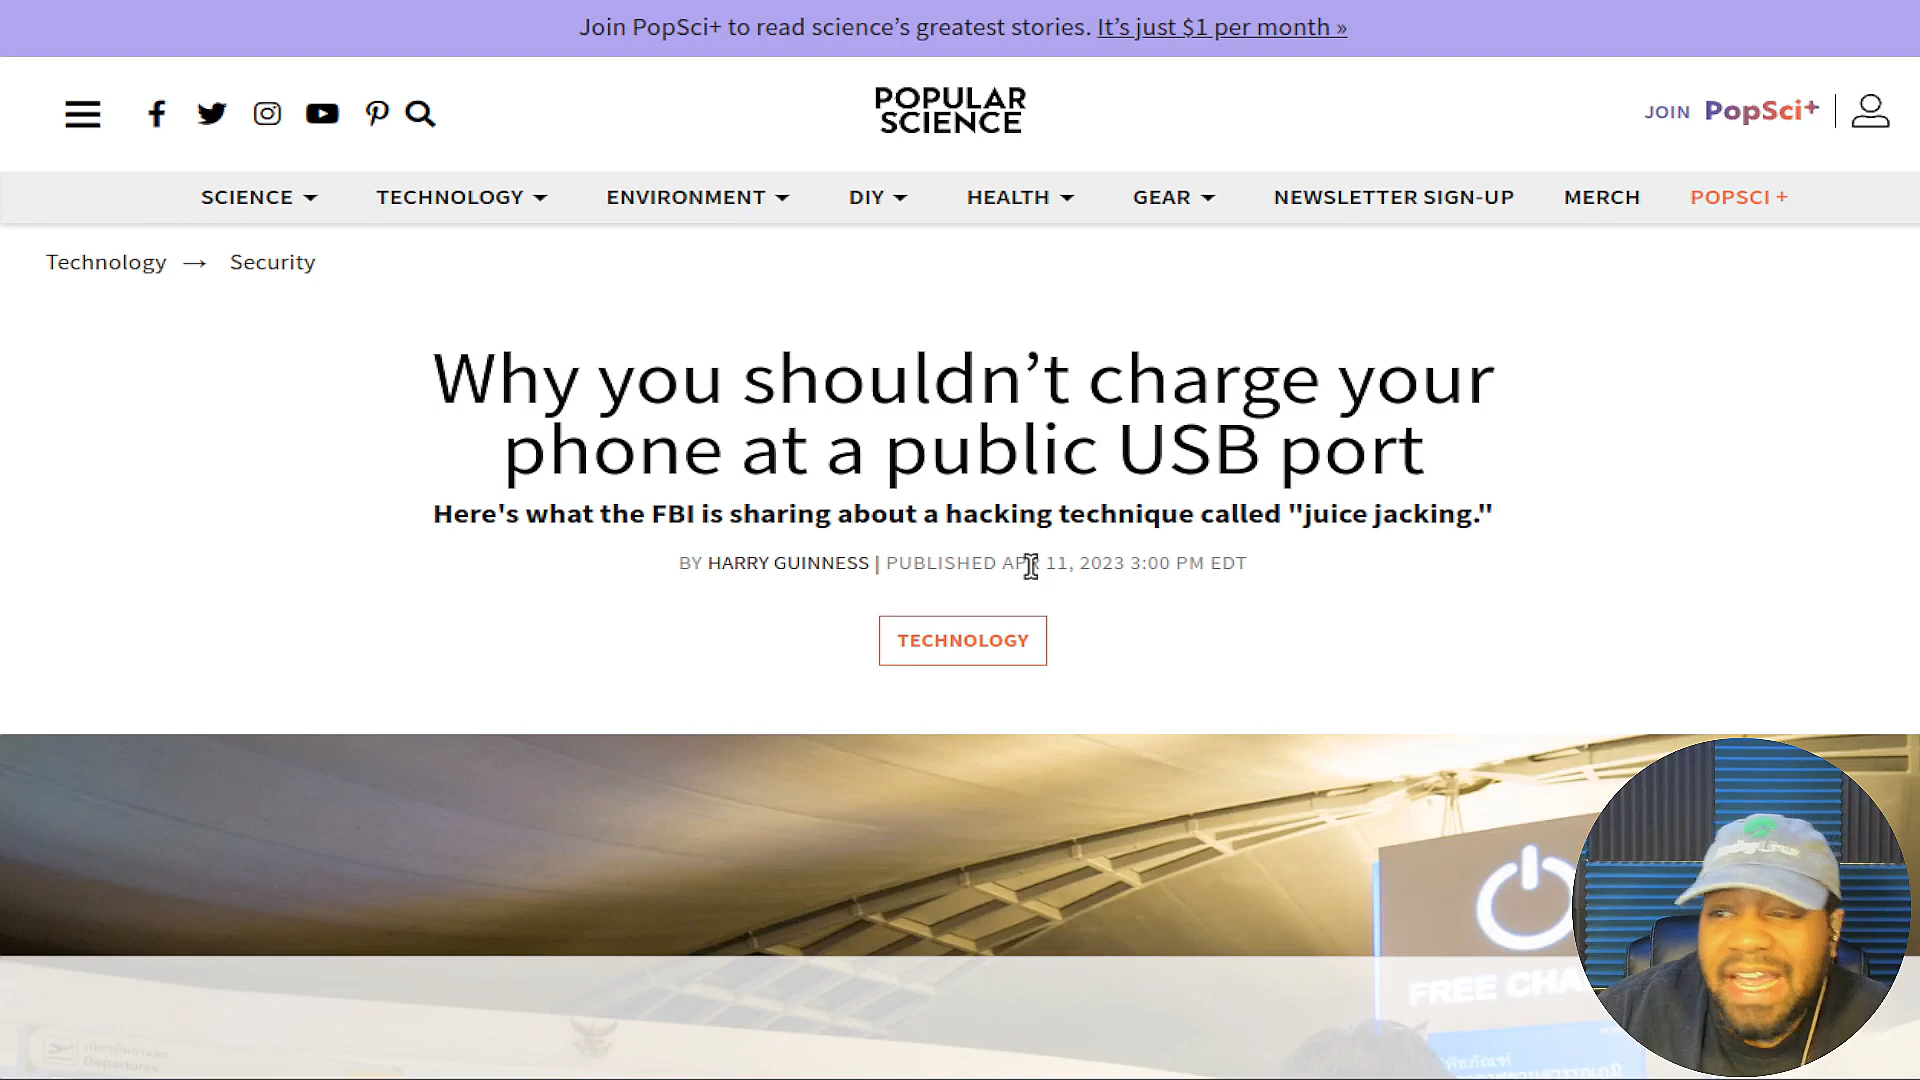 Join PopSci+ to read science’s greatest stories. It’s just $1 per month »
POPULAR
SCIENCE
JOIN PopSci+
SCIENCE TECHNOLOGY ENVIRONMENT DIY HEALTH GEAR NEWSLETTER SIGN-UP MERCH POPSCI +
Technology → Security
Why you shouldn’t charge your
phone at a public USB port
Here's what the FBI is sharing about a hacking technique called "juice jacking."
BY HARRY GUINNESS | PUBLISHED APR 11, 2023 3:00 PM EDT
TECHNOLOGY
FREE CHA
Departures